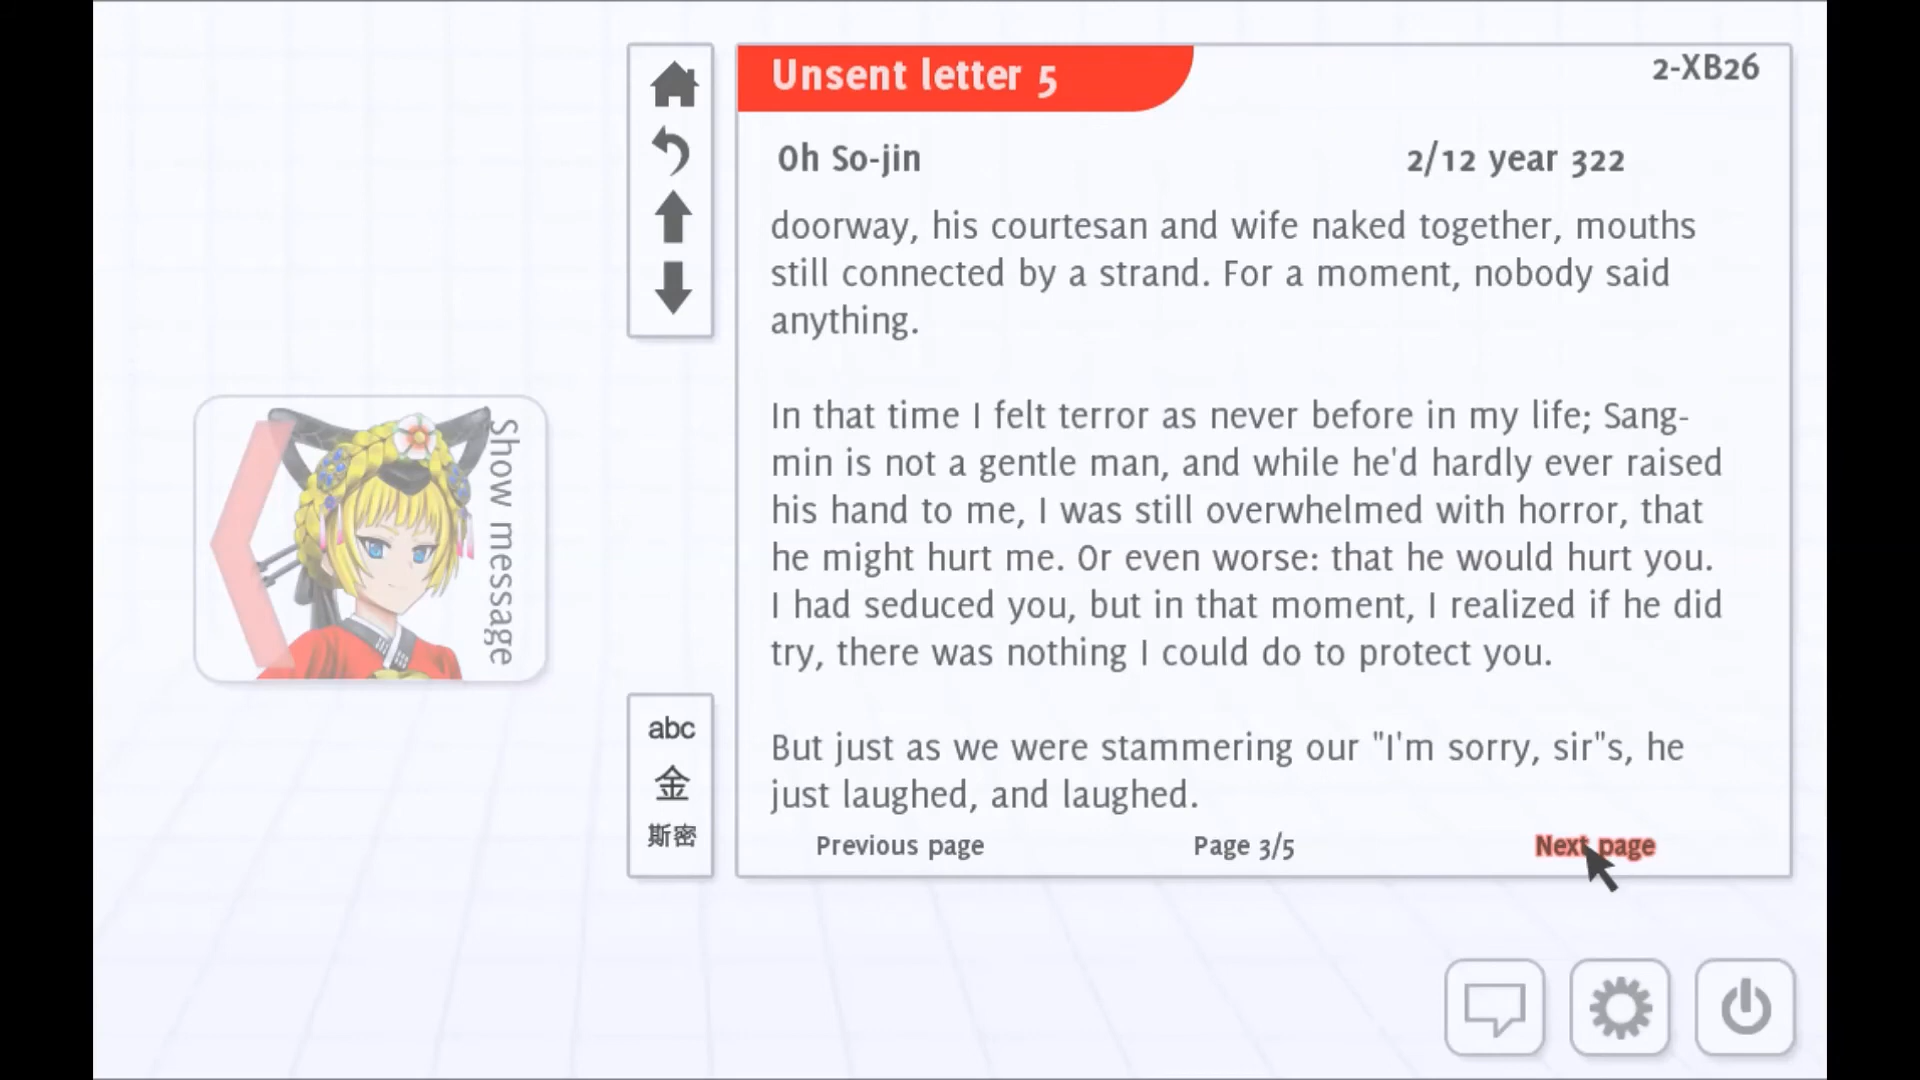 Unsent letter 5
2-XB26
Oh So-jin
2/12 year 322
doorway, his courtesan and wife naked together, mouths
still connected by a strand. For a moment, nobody said
anything.
In that time I felt terror as never before in my life; Sang-
min is not a gentle man, and while he'd hardly ever raised
his hand to me, I was still overwhelmed with horror, that
he might hurt me. Or even worse: that he would hurt you.
I had seduced you, but in that moment, I realized if he did
try, there was nothing I could do to protect you.
But just as we were stammering our "I'm sorry, sir"s, he
just laughed, and laughed.
Previous page
Page 3/5
Next page
Show message
abc
金
斯密